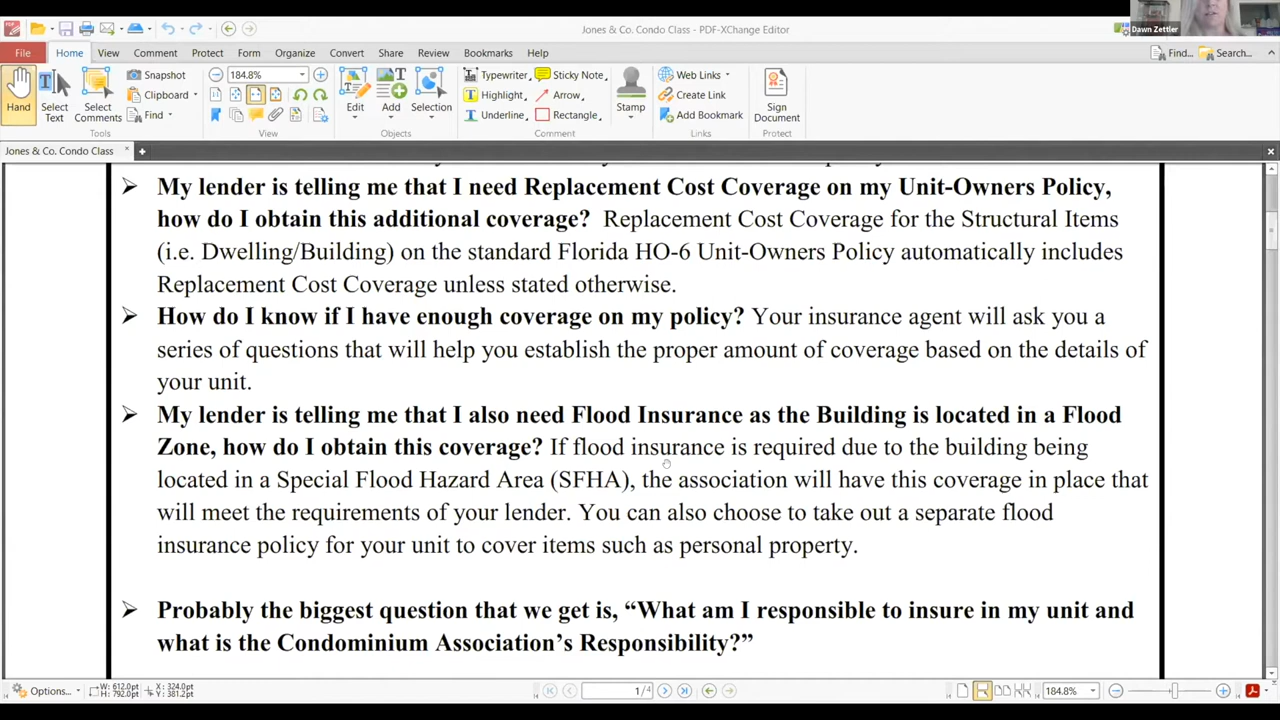 Jones & Co. Condo Class - PDF-XChange Editor
Dawn Zettler
File Home View Comment Protect Form Organize Convert Share Review Bookmarks Help
Find... Search...
Hand
Select Text
Select Comments
Snapshot
Clipboard
Find
Tools
184.8%
View
Edit
Add
Selection
Objects
Typewriter
Highlight
Underline
Sticky Note
Arrow
Rectangle
Stamp
Comment
Web Links
Create Link
Add Bookmark
Links
Sign Document
Protect
Jones & Co. Condo Class
My lender is telling me that I need Replacement Cost Coverage on my Unit-Owners Policy,
how do I obtain this additional coverage? Replacement Cost Coverage for the Structural Items
(i.e. Dwelling/Building) on the standard Florida HO-6 Unit-Owners Policy automatically includes
Replacement Cost Coverage unless stated otherwise.
How do I know if I have enough coverage on my policy? Your insurance agent will ask you a
series of questions that will help you establish the proper amount of coverage based on the details of
your unit.
My lender is telling me that I also need Flood Insurance as the Building is located in a Flood
Zone, how do I obtain this coverage? If flood insurance is required due to the building being
located in a Special Flood Hazard Area (SFHA), the association will have this coverage in place that
will meet the requirements of your lender. You can also choose to take out a separate flood
insurance policy for your unit to cover items such as personal property.
Probably the biggest question that we get is, “What am I responsible to insure in my unit and
what is the Condominium Association’s Responsibility?”
Options...
W: 612.0pt
H: 792.0pt
X: 324.0pt
Y: 381.2pt
1/4
184.8%